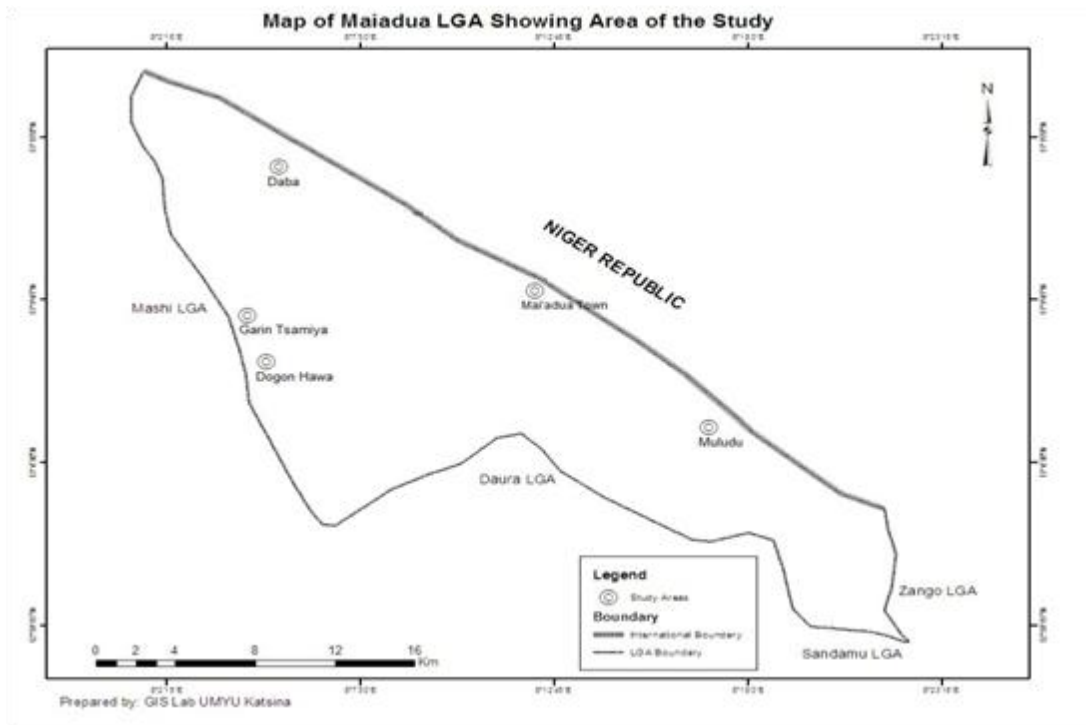 Map of Maiadua LGA Showing Area of the Study
N
Daba
NIGER REPUBLIC
Mai'adua Town
Mashi LGA
Garin Tsamiya
Dogon Hawa
Muludu
Daura LGA
Legend
Study Areas
Boundary
International Boundary
LGA Boundary
Zango LGA
Sandamu LGA
0 2 4 8 12 16
Km
Prepared by: GIS Lab UMYU Katsina